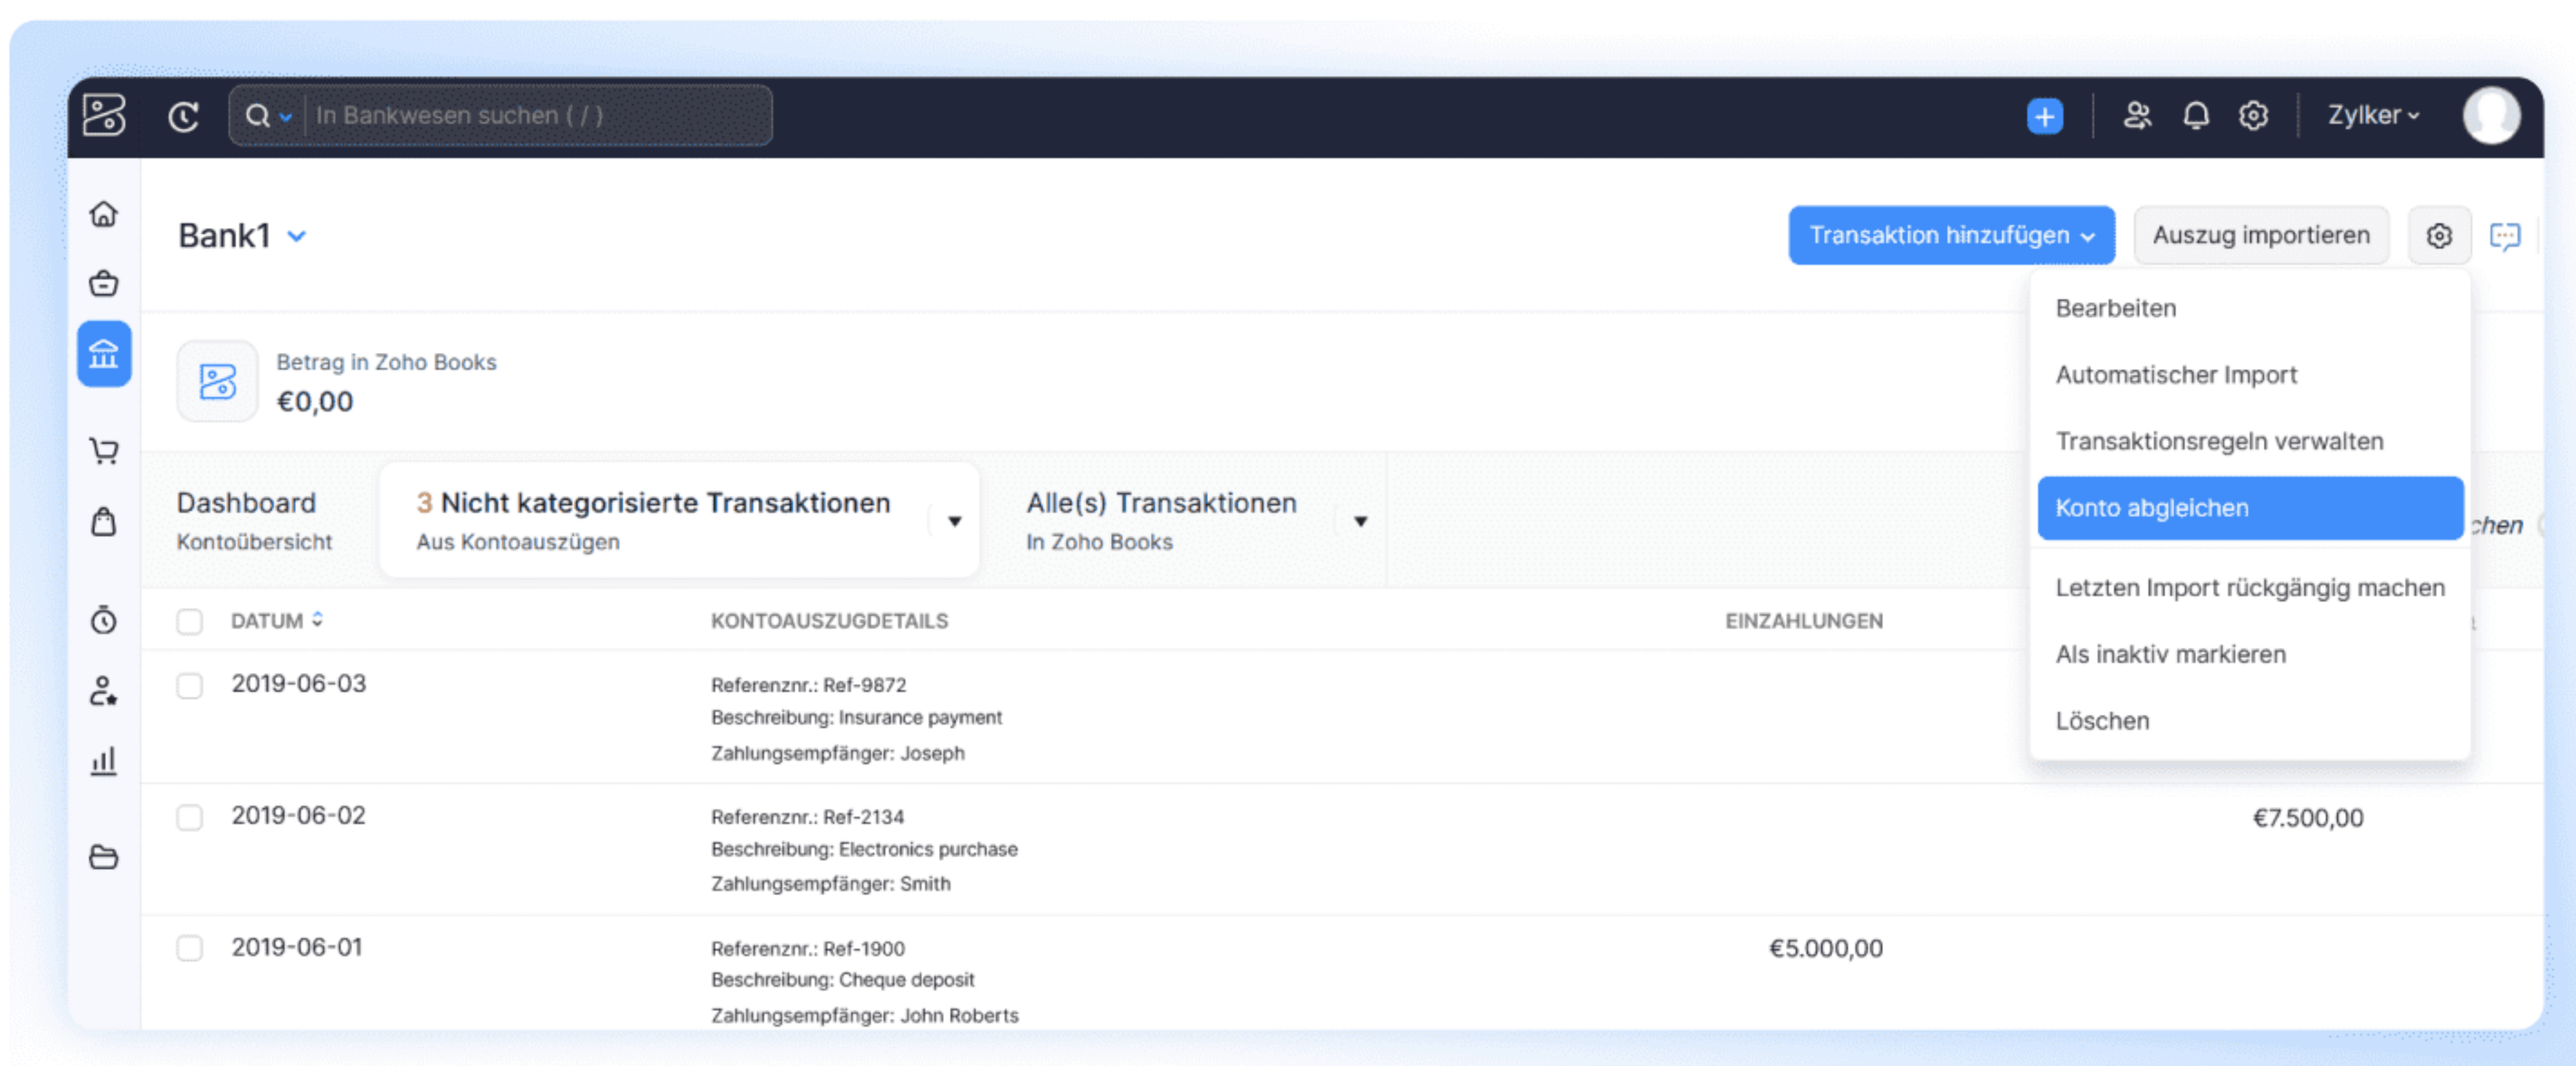 In Bankwesen suchen ( / )
Zylker
Bank1
Transaktion hinzufügen
Auszug importieren
Bearbeiten
Automatischer Import
Transaktionsregeln verwalten
Konto abgleichen
Letzten Import rückgängig machen
Als inaktiv markieren
Löschen
Betrag in Zoho Books
€0,00
Dashboard
Kontoübersicht
3 Nicht kategorisierte Transaktionen
Aus Kontoauszügen
Alle(s) Transaktionen
In Zoho Books
DATUM
KONTOAUSZUGDETAILS
EINZAHLUNGEN
2019-06-03
Referenznr.: Ref-9872
Beschreibung: Insurance payment
Zahlungsempfänger: Joseph
2019-06-02
Referenznr.: Ref-2134
Beschreibung: Electronics purchase
Zahlungsempfänger: Smith
€7.500,00
2019-06-01
Referenznr.: Ref-1900
Beschreibung: Cheque deposit
Zahlungsempfänger: John Roberts
€5.000,00